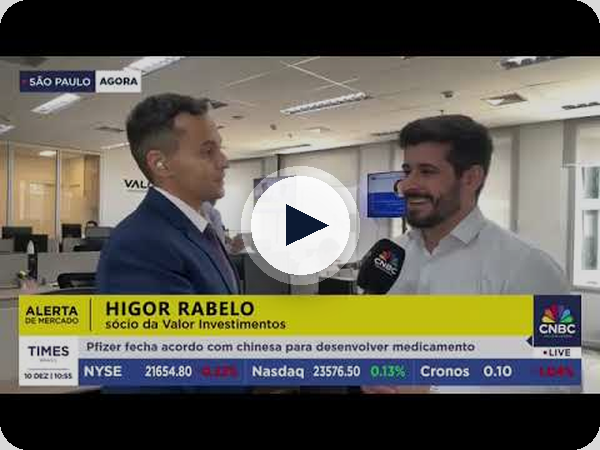 SÃO PAULO AGORA
VALOR
CNBC
ALERTA
DE MERCADO
HIGOR RABELO
sócio da Valor Investimentos
CNBC
TIMES
BRASIL
Pfizer fecha acordo com chinesa para desenvolver medicamento
LIVE
10 DEZ | 10:55
NYSE 21654.80 -0.22% Nasdaq 23576.50 0.13% Cronos 0.10 -1.04%